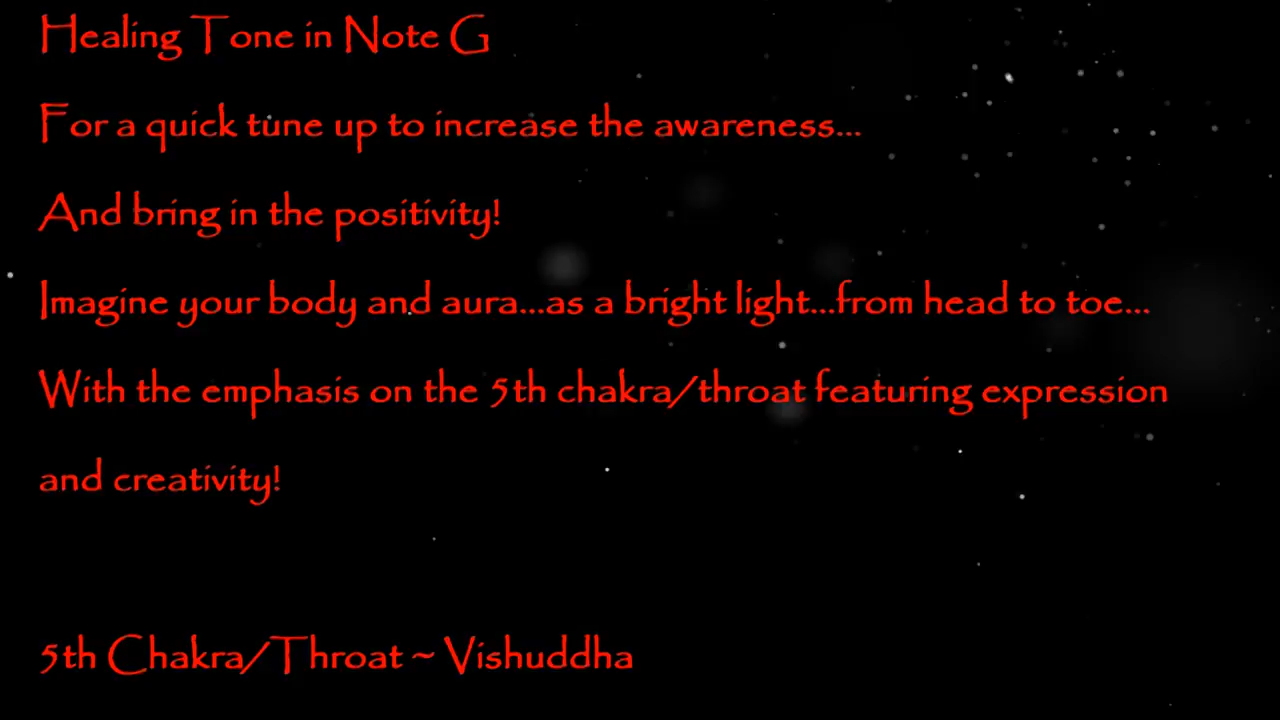 Healing Tone in Note G
For a quick tune up to increase the awareness...
And bring in the positivity!
Imagine your body and aura...as a bright light...from head to toe...
With the emphasis on the 5th chakra/throat featuring expression
and creativity!
5th Chakra/Throat ~ Vishuddha